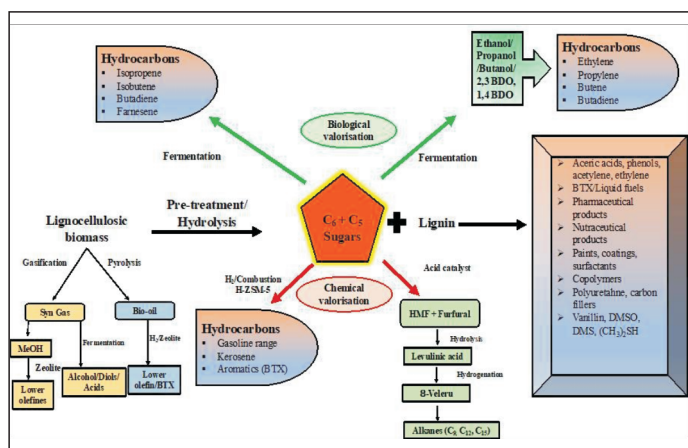 Hydrocarbons
Isopropene
Isobutene
Butadiene
Farnesene
Ethanol/
Propanol
/Butanol/
2,3 BDO,
1,4 BDO
Hydrocarbons
Ethylene
Propylene
Butene
Butadiene
Biological
valorisation
Fermentation
Fermentation
Lignocellulosic
biomass
Pre-treatment/
Hydrolysis
C6 + C5
Sugars
+
Lignin
Aceric acids, phenols,
acetylene, ethylene
BTX/Liquid fuels
Pharmaceutical
products
Nutraceutical
products
Paints, coatings,
surfactants
Copolymers
Polyuretahne, carbon
fillers
Vanillin, DMSO,
DMS, (CH3)2SH
Gasification
Pyrolysis
Syn Gas
Bio-oil
MeOH
Fermentation
H2/Zeolite
Zeolite
Lower
olefines
Alcohol/Diols/
Acids
Lower
olefin/BTX
H2/Combustion
H-ZSM-5
Chemical
valorisation
Acid catalyst
Hydrocarbons
Gasoline range
Kerosene
Aromatics (BTX)
HMF + Furfural
Hydrolysis
Levulinic acid
Hydrogenation
B-Veleru
Alkanes (C9, C12, C15)